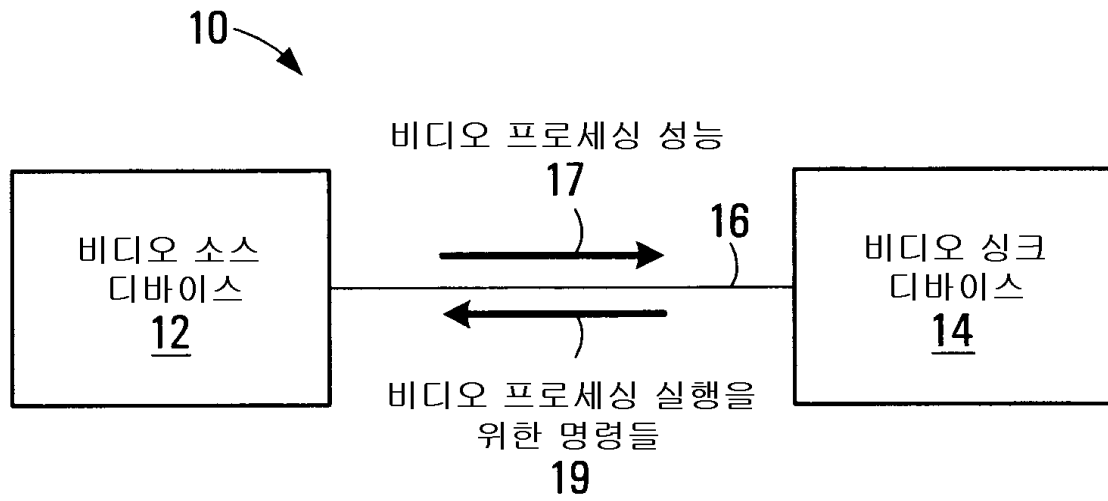 10
비디오 프로세싱 성능
17
16
비디오 소스
디바이스
12
비디오 싱크
디바이스
14
비디오 프로세싱 실행을
위한 명령들
19